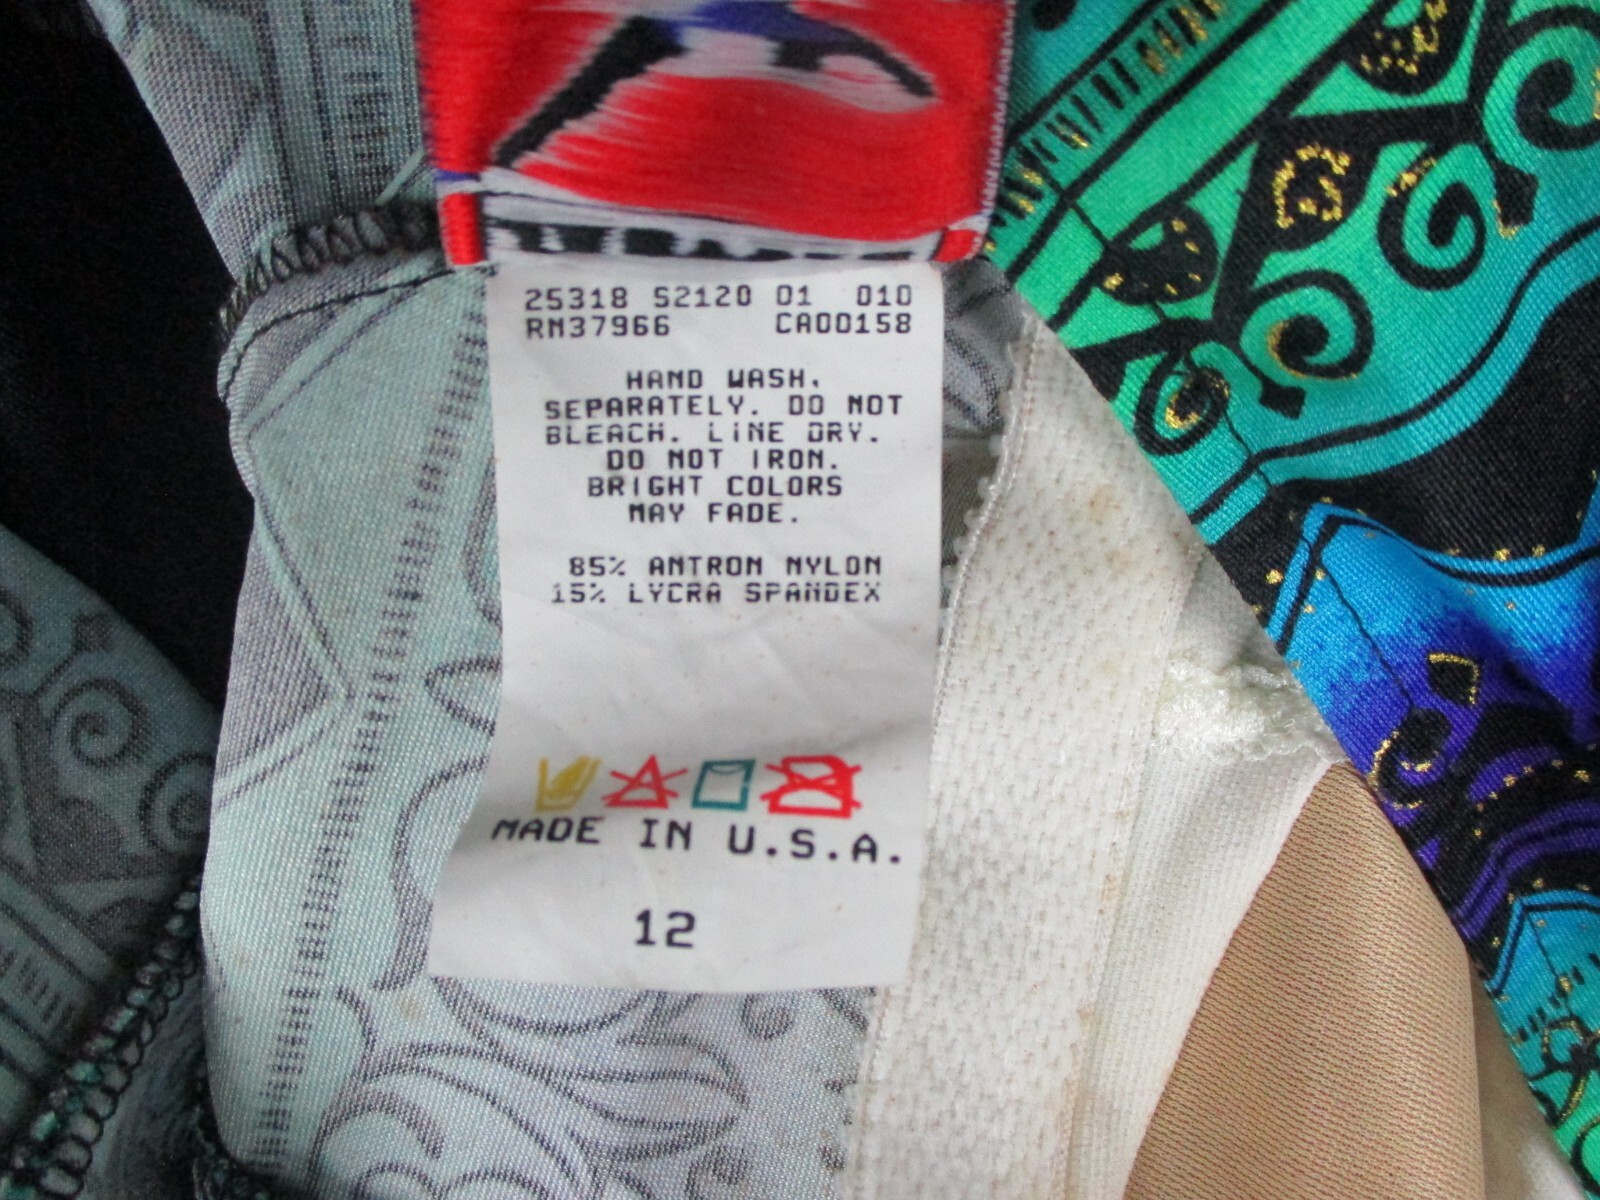 25318 S2120 01 010
RN37966 CA00158
HAND WASH.
SEPARATELY. DO NOT
BLEACH. LINE DRY.
DO NOT IRON.
BRIGHT COLORS
MAY FADE.
85% ANTRON NYLON
15% LYCRA SPANDEX
MADE IN U.S.A.
12